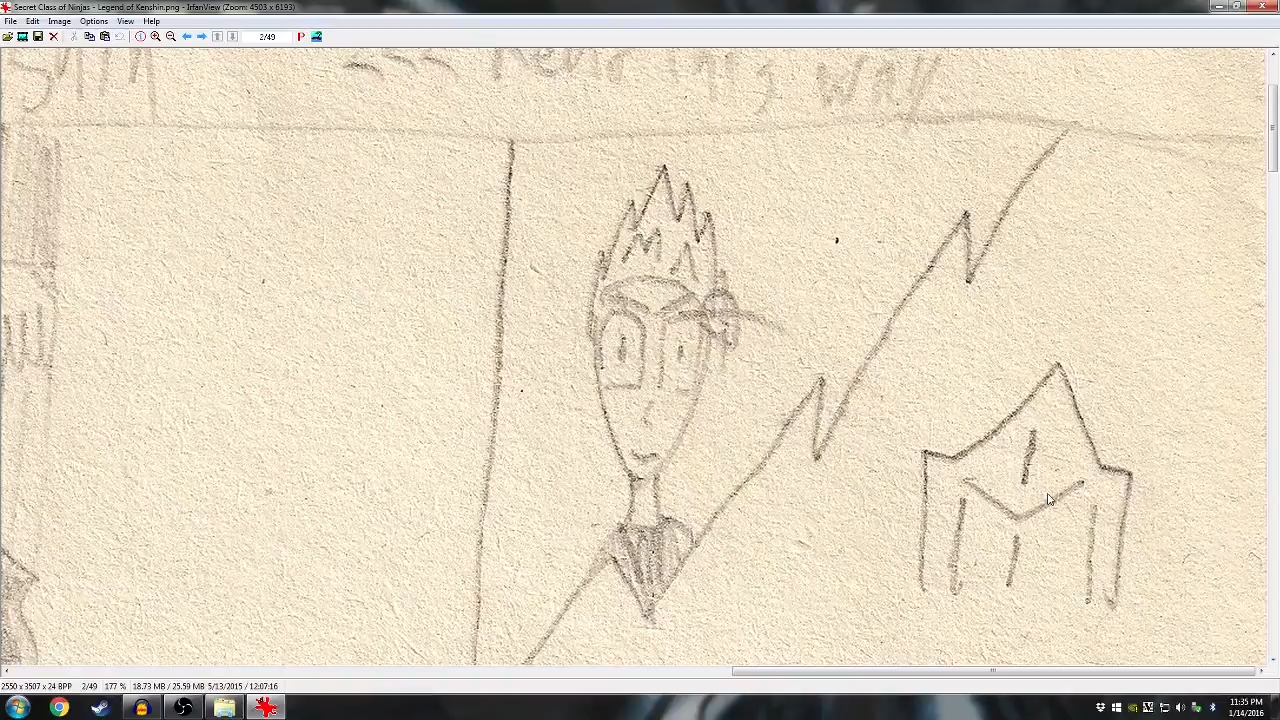 Secret Class of Ninjas - Legend of Kenshin.png - IrfanView (Zoom: 4503 x 6193)
File Edit Image Options View Help
2/49
WALL
2550 x 3507 x 24 BPP 2/49 177 % 18.73 MB / 25.59 MB 5/13/2015 / 12:07:16
11:35 PM
1/14/2016